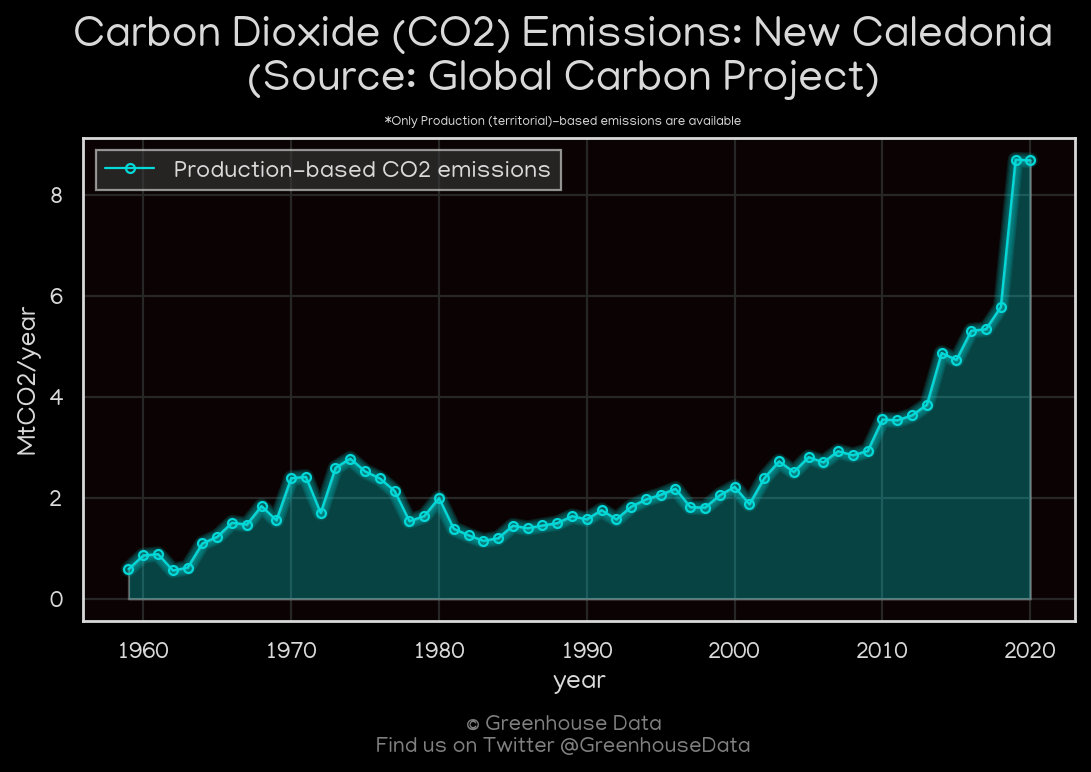 Carbon Dioxide (CO2) Emissions: New Caledonia
(Source: Global Carbon Project)
*Only Production (territorial)-based emissions are available
Production-based CO2 emissions
8
6
4
2
0
MtCO2/year
1960 1970 1980 1990 2000 2010 2020
year
© Greenhouse Data
Find us on Twitter @GreenhouseData